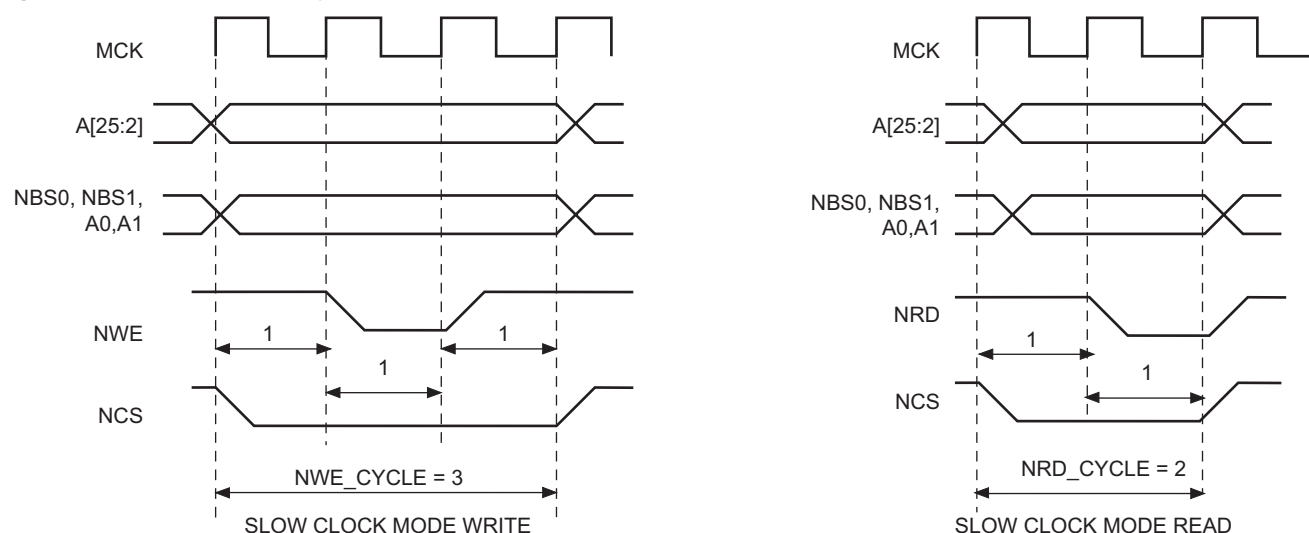 MCK
A[25:2]
NBS0, NBS1,
A0,A1
NWE
1
1
1
NCS
NWE_CYCLE = 3
SLOW CLOCK MODE WRITE
MCK
A[25:2]
NBS0, NBS1,
A0,A1
NRD
1
1
NCS
NRD_CYCLE = 2
SLOW CLOCK MODE READ